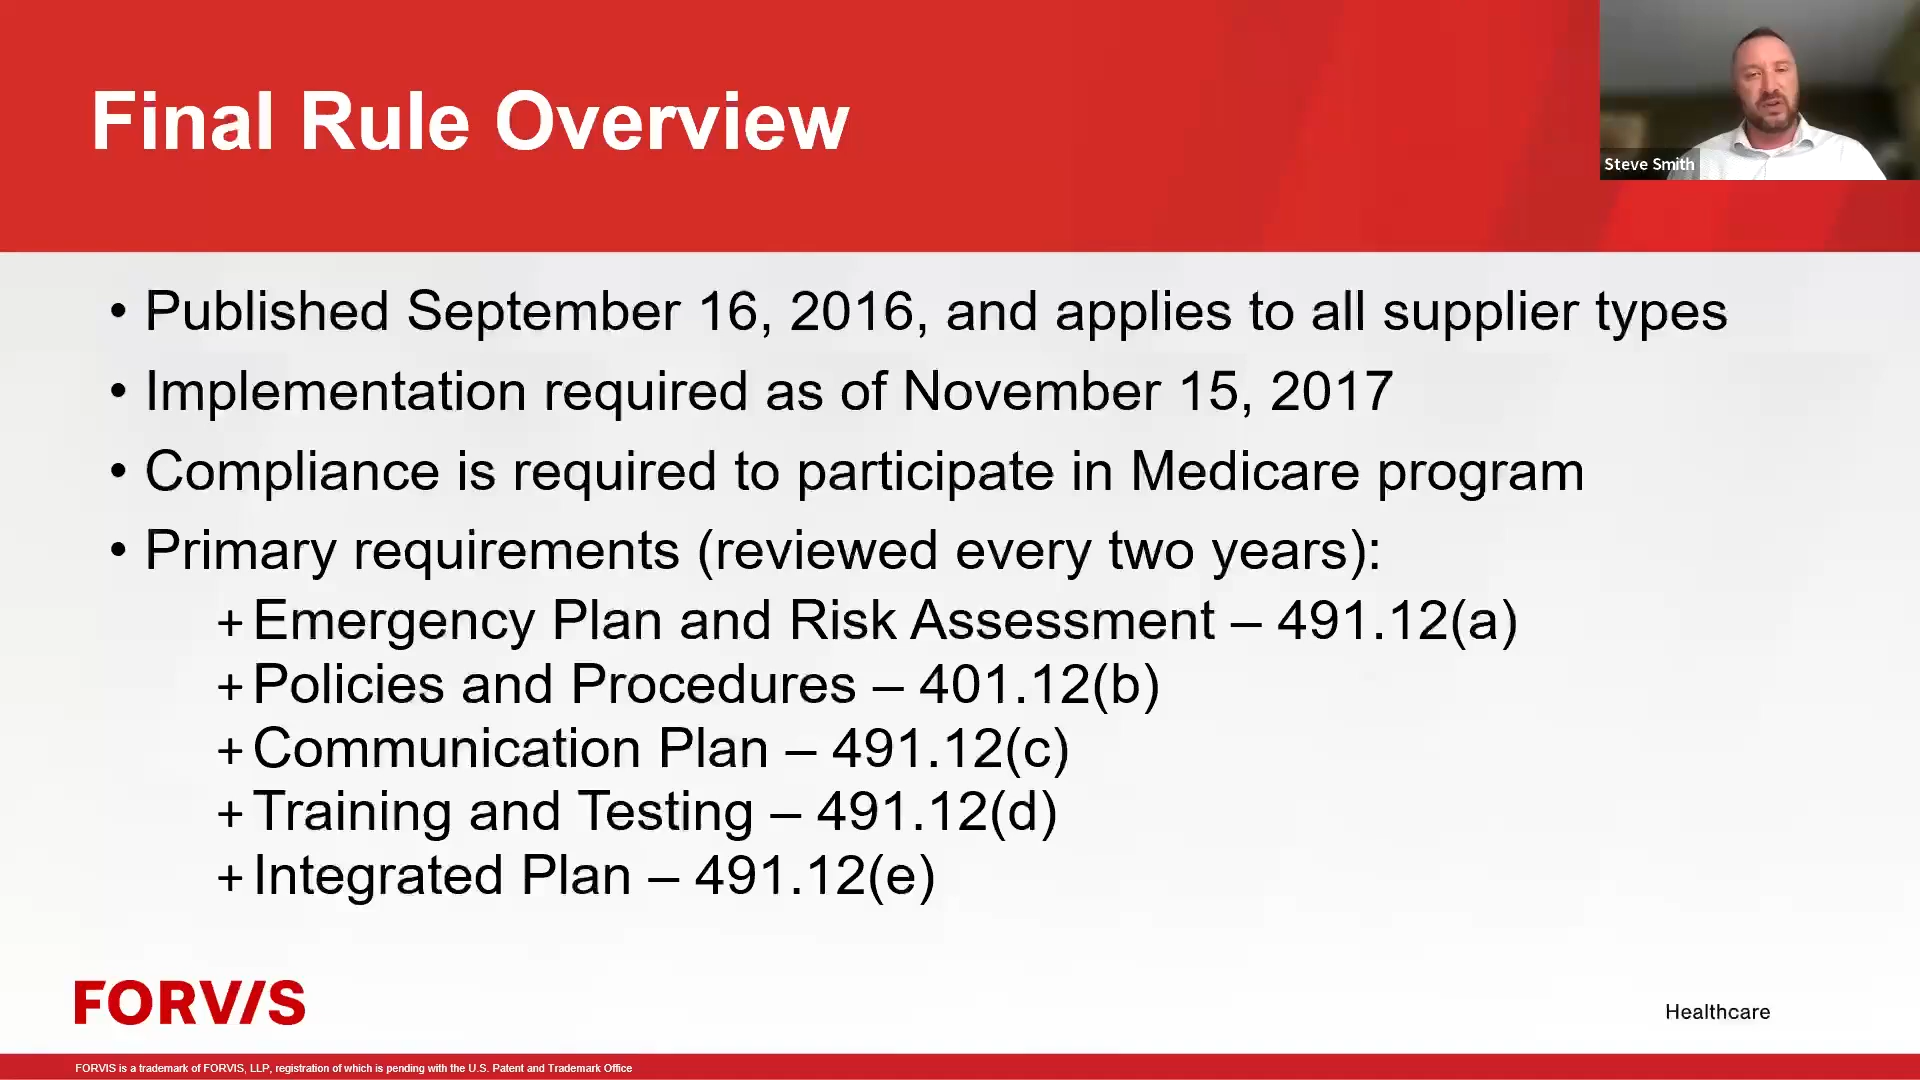 Final Rule Overview
Steve Smith
• Published September 16, 2016, and applies to all supplier types
• Implementation required as of November 15, 2017
• Compliance is required to participate in Medicare program
• Primary requirements (reviewed every two years):
+ Emergency Plan and Risk Assessment – 491.12(a)
+ Policies and Procedures – 401.12(b)
+ Communication Plan – 491.12(c)
+ Training and Testing – 491.12(d)
+ Integrated Plan – 491.12(e)
FORVIS
Healthcare
FORVIS is a trademark of FORVIS, LLP, registration of which is pending with the U.S. Patent and Trademark Office